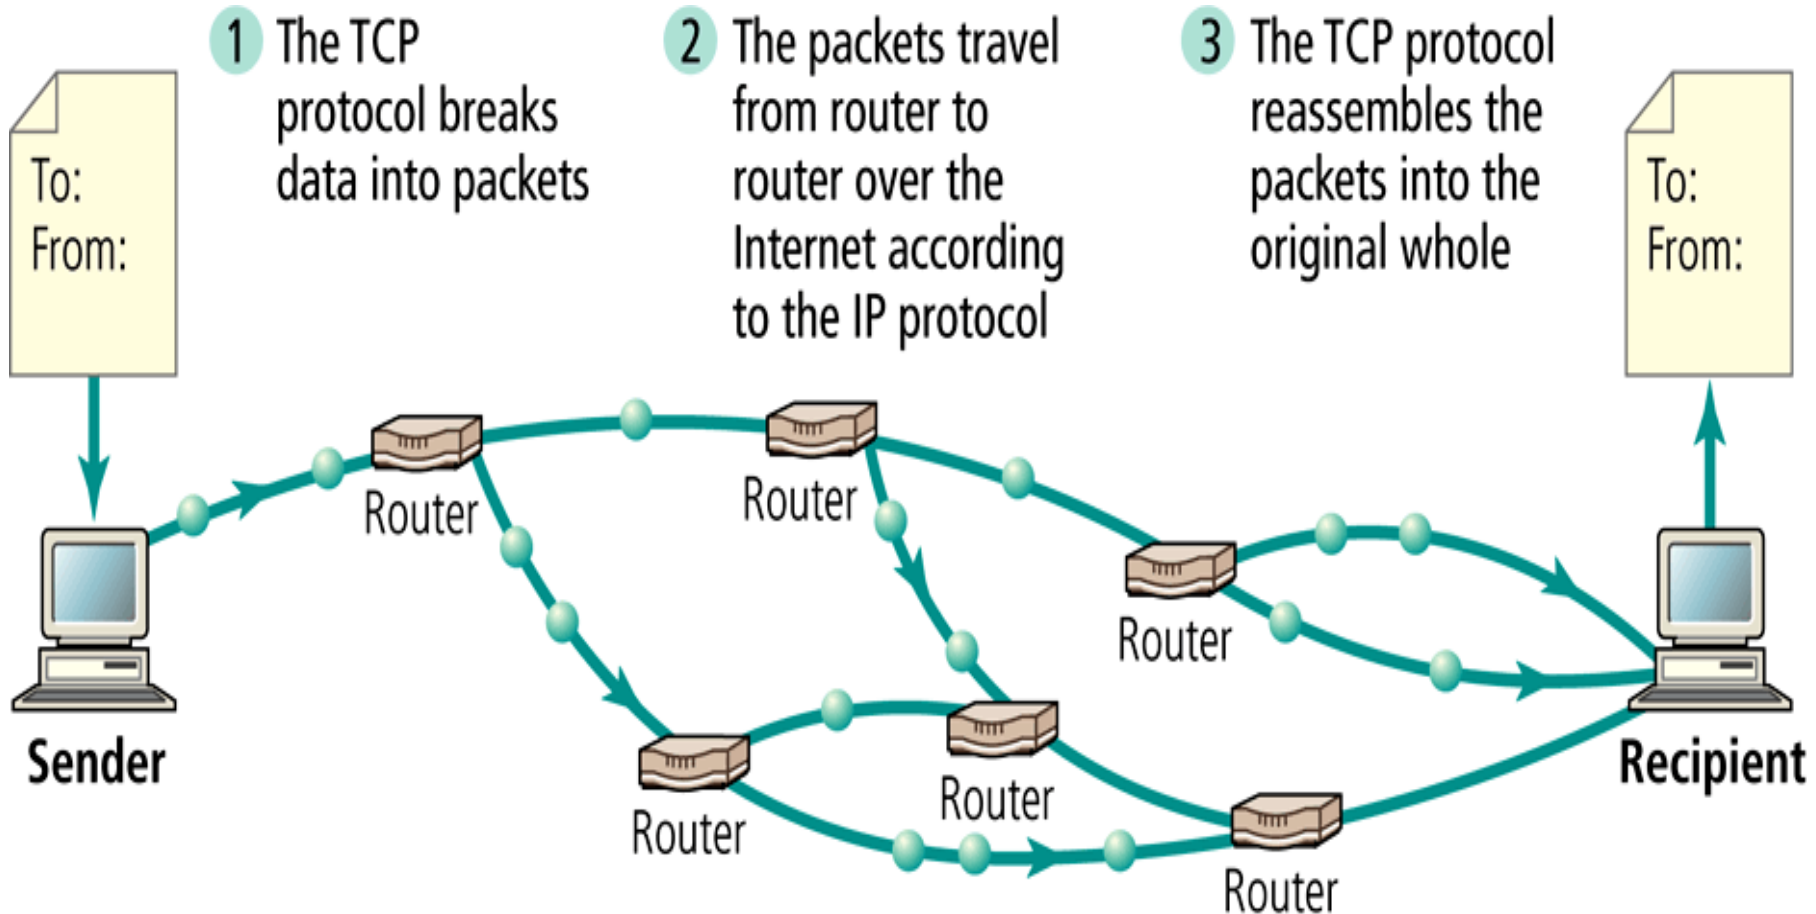 1 The TCP
protocol breaks
data into packets
2 The packets travel
from router to
router over the
Internet according
to the IP protocol
3 The TCP protocol
reassembles the
packets into the
original whole
To:
From:
To:
From:
Router
Router
Router
Router
Router
Router
Sender
Recipient